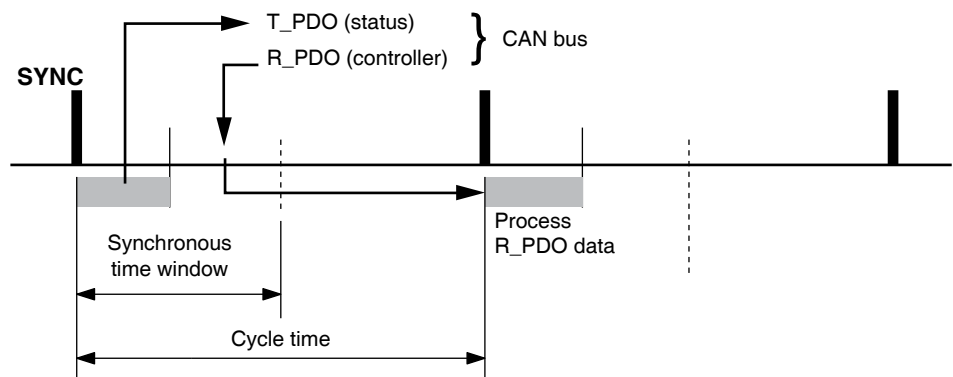 T_PDO (status)
R_PDO (controller)
} CAN bus
SYNC
Process
R_PDO data
Synchronous
time window
Cycle time